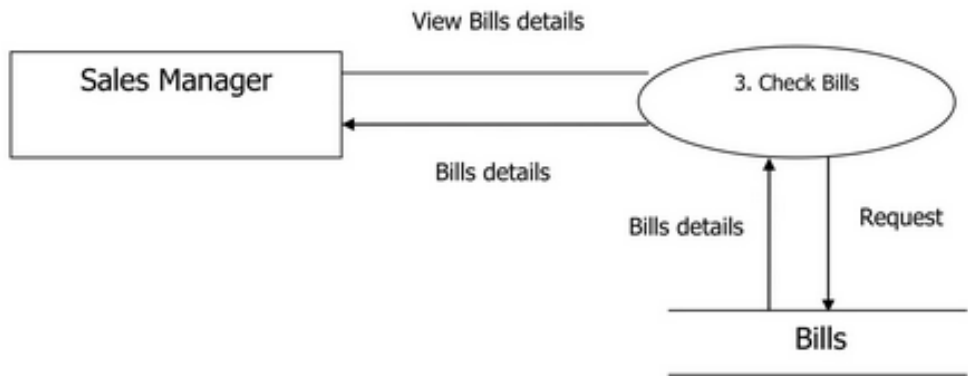 View Bills details
Sales Manager
3. Check Bills
Bills details
Bills details
Request
Bills